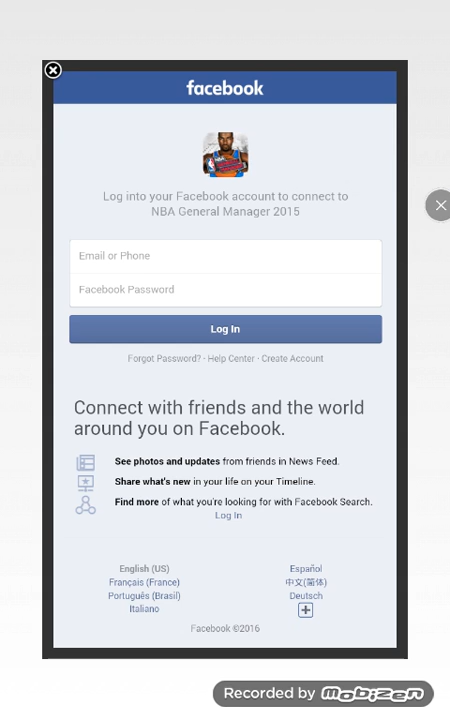 facebook
Log into your Facebook account to connect to
NBA General Manager 2015
Email or Phone
Facebook Password
Log In
Forgot Password? · Help Center · Create Account
Connect with friends and the world
around you on Facebook.
See photos and updates from friends in News Feed.
Share what's new in your life on your Timeline.
Find more of what you're looking for with Facebook Search.
Log In
English (US)
Español
Français (France)
中文(简体)
Português (Brasil)
Deutsch
Italiano
Facebook ©2016
Recorded by Mobizen